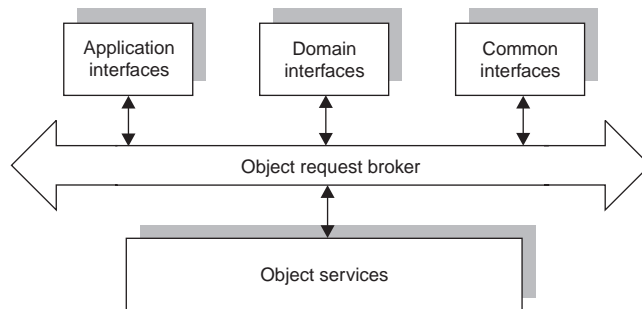 Application
interfaces
Domain
interfaces
Common
interfaces
Object request broker
Object services